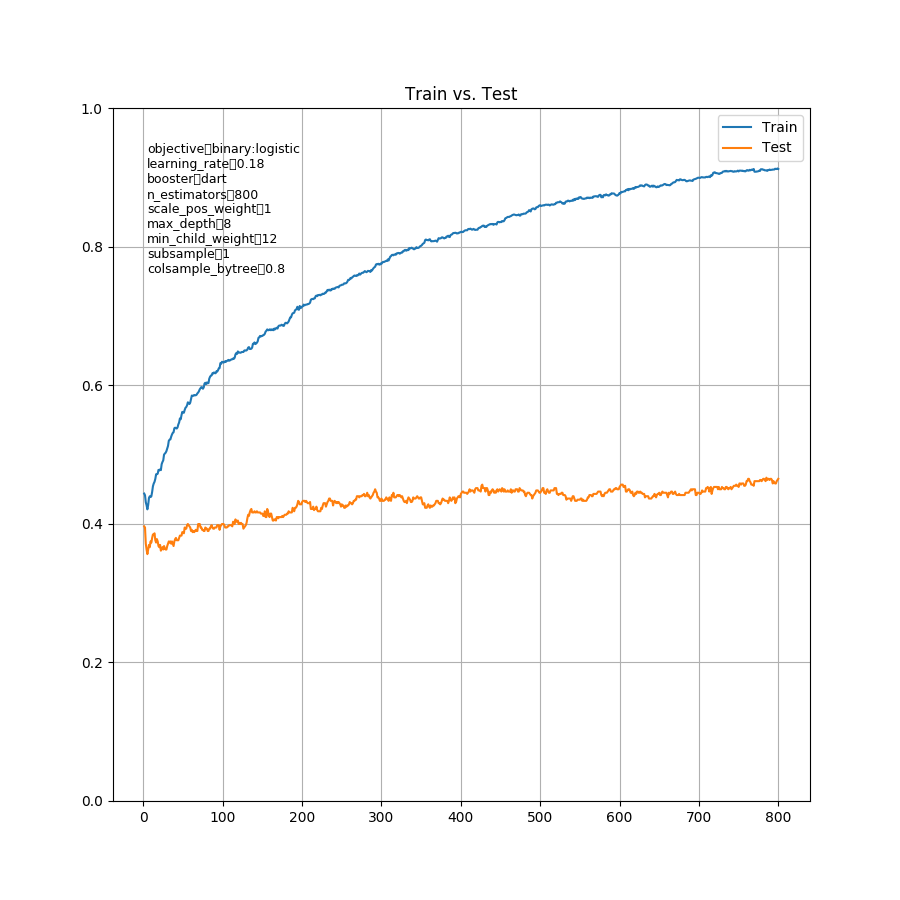 Train vs. Test
1.0
0.8
0.6
0.4
0.2
0.0
objective▯binary:logistic
learning_rate▯0.18
booster▯dart
n_estimators▯800
scale_pos_weight▯1
max_depth▯8
min_child_weight▯12
subsample▯1
colsample_bytree▯0.8
Train
Test
0 100 200 300 400 500 600 700 800